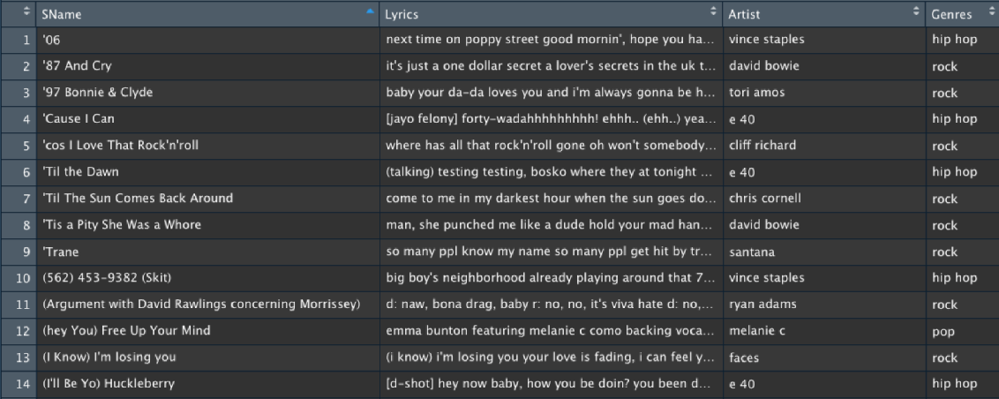 SName Lyrics Artist Genres
1 '06 next time on poppy street good mornin', hope you ha... vince staples hip hop
2 '87 And Cry it's just a one dollar secret a lover's secrets in the uk t... david bowie rock
3 '97 Bonnie & Clyde baby your da-da loves you and i'm always gonna be h... tori amos rock
4 'Cause I Can [jayo felony] forty-wadahhhhhhhhh! ehhh.. (ehh..) yea... e 40 hip hop
5 'cos I Love That Rock'n'roll where has all that rock'n'roll gone oh won't somebody... cliff richard rock
6 'Til the Dawn (talking) testing testing, bosko where they at tonight ... e 40 hip hop
7 'Til The Sun Comes Back Around come to me in my darkest hour when the sun goes do... chris cornell rock
8 'Tis a Pity She Was a Whore man, she punched me like a dude hold your mad han... david bowie rock
9 'Trane so many ppl know my name so many ppl get hit by tr... santana rock
10 (562) 453-9382 (Skit) big boy's neighborhood already playing around that 7... vince staples hip hop
11 (Argument with David Rawlings concerning Morrissey) d: naw, bona drag, baby r: no, no, it's viva hate d: no,... ryan adams rock
12 (hey You) Free Up Your Mind emma bunton featuring melanie c como backing voca... melanie c pop
13 (I Know) I'm losing you (i know) i'm losing you your love is fading, i can feel y... faces rock
14 (I'll Be Yo) Huckleberry [d-shot] hey now baby, how you be doin? you been d... e 40 hip hop